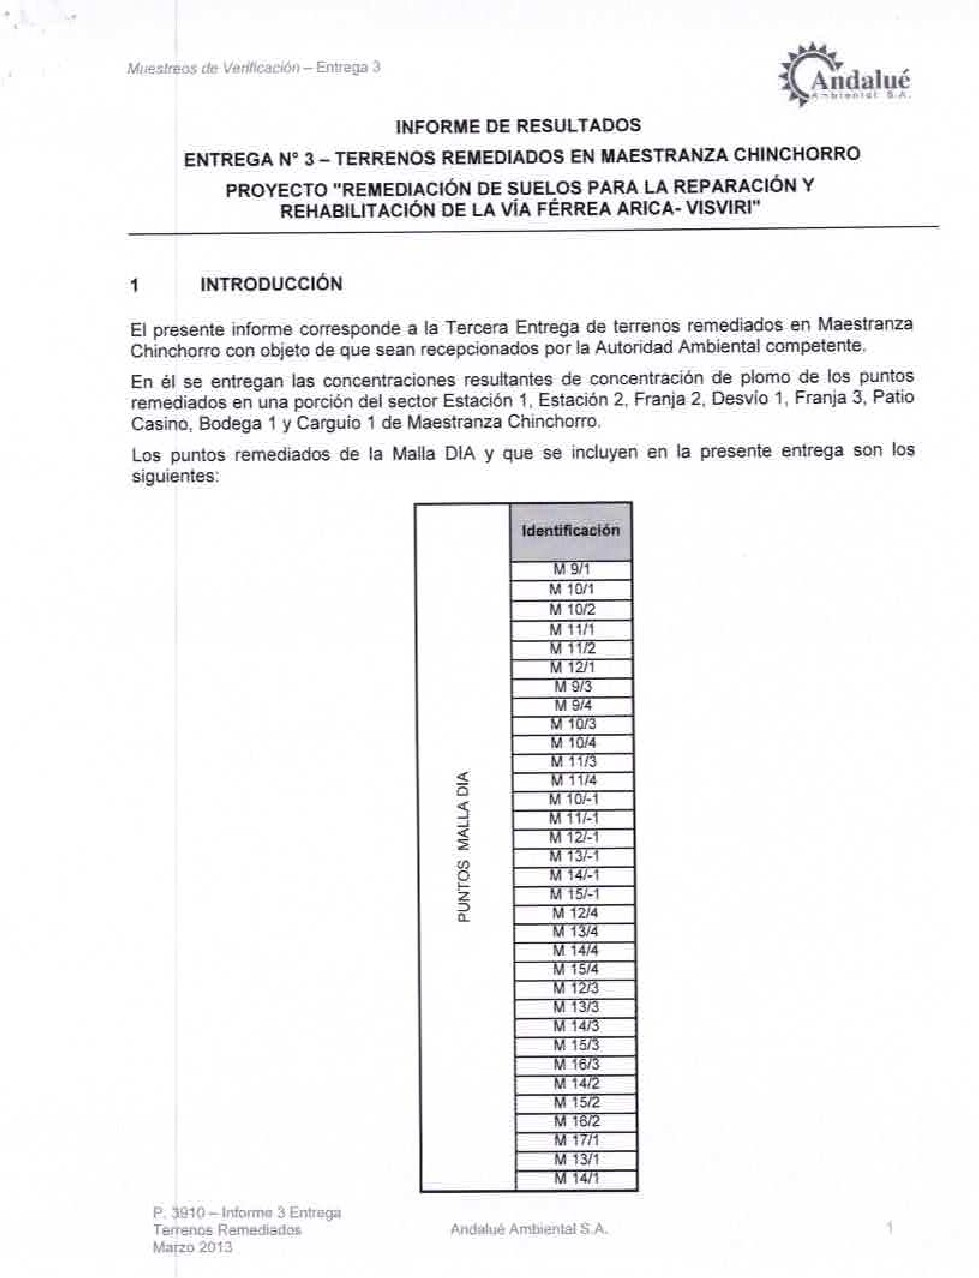 Muestreos de Verificación – Entrega 3
Andalué
Ambiental S.A.
INFORME DE RESULTADOS
ENTREGA N° 3 – TERRENOS REMEDIADOS EN MAESTRANZA CHINCHORRO
PROYECTO "REMEDIACIÓN DE SUELOS PARA LA REPARACIÓN Y
REHABILITACIÓN DE LA VÍA FÉRREA ARICA- VISVIRI"
1 INTRODUCCIÓN
El presente informe corresponde a la Tercera Entrega de terrenos remediados en Maestranza
Chinchorro con objeto de que sean recepcionados por la Autoridad Ambiental competente.
En él se entregan las concentraciones resultantes de concentración de plomo de los puntos
remediados en una porción del sector Estación 1, Estación 2, Franja 2, Desvío 1, Franja 3, Patio
Casino, Bodega 1 y Carguío 1 de Maestranza Chinchorro.
Los puntos remediados de la Malla DIA y que se incluyen en la presente entrega son los
siguientes:
PUNTOS MALLA DIA
Identificación
M 9/1
M 10/1
M 10/2
M 11/1
M 11/2
M 12/1
M 9/3
M 9/4
M 10/3
M 10/4
M 11/3
M 11/4
M 10/-1
M 11/-1
M 12/-1
M 13/-1
M 14/-1
M 15/-1
M 12/4
M 13/4
M 14/4
M 15/4
M 12/3
M 13/3
M 14/3
M 15/3
M 16/3
M 14/2
M 15/2
M 16/2
M 17/1
M 13/1
M 14/1
P. 3910 – Informe 3 Entrega
Terrenos Remediados
Marzo 2013
Andalué Ambiental S.A.
1